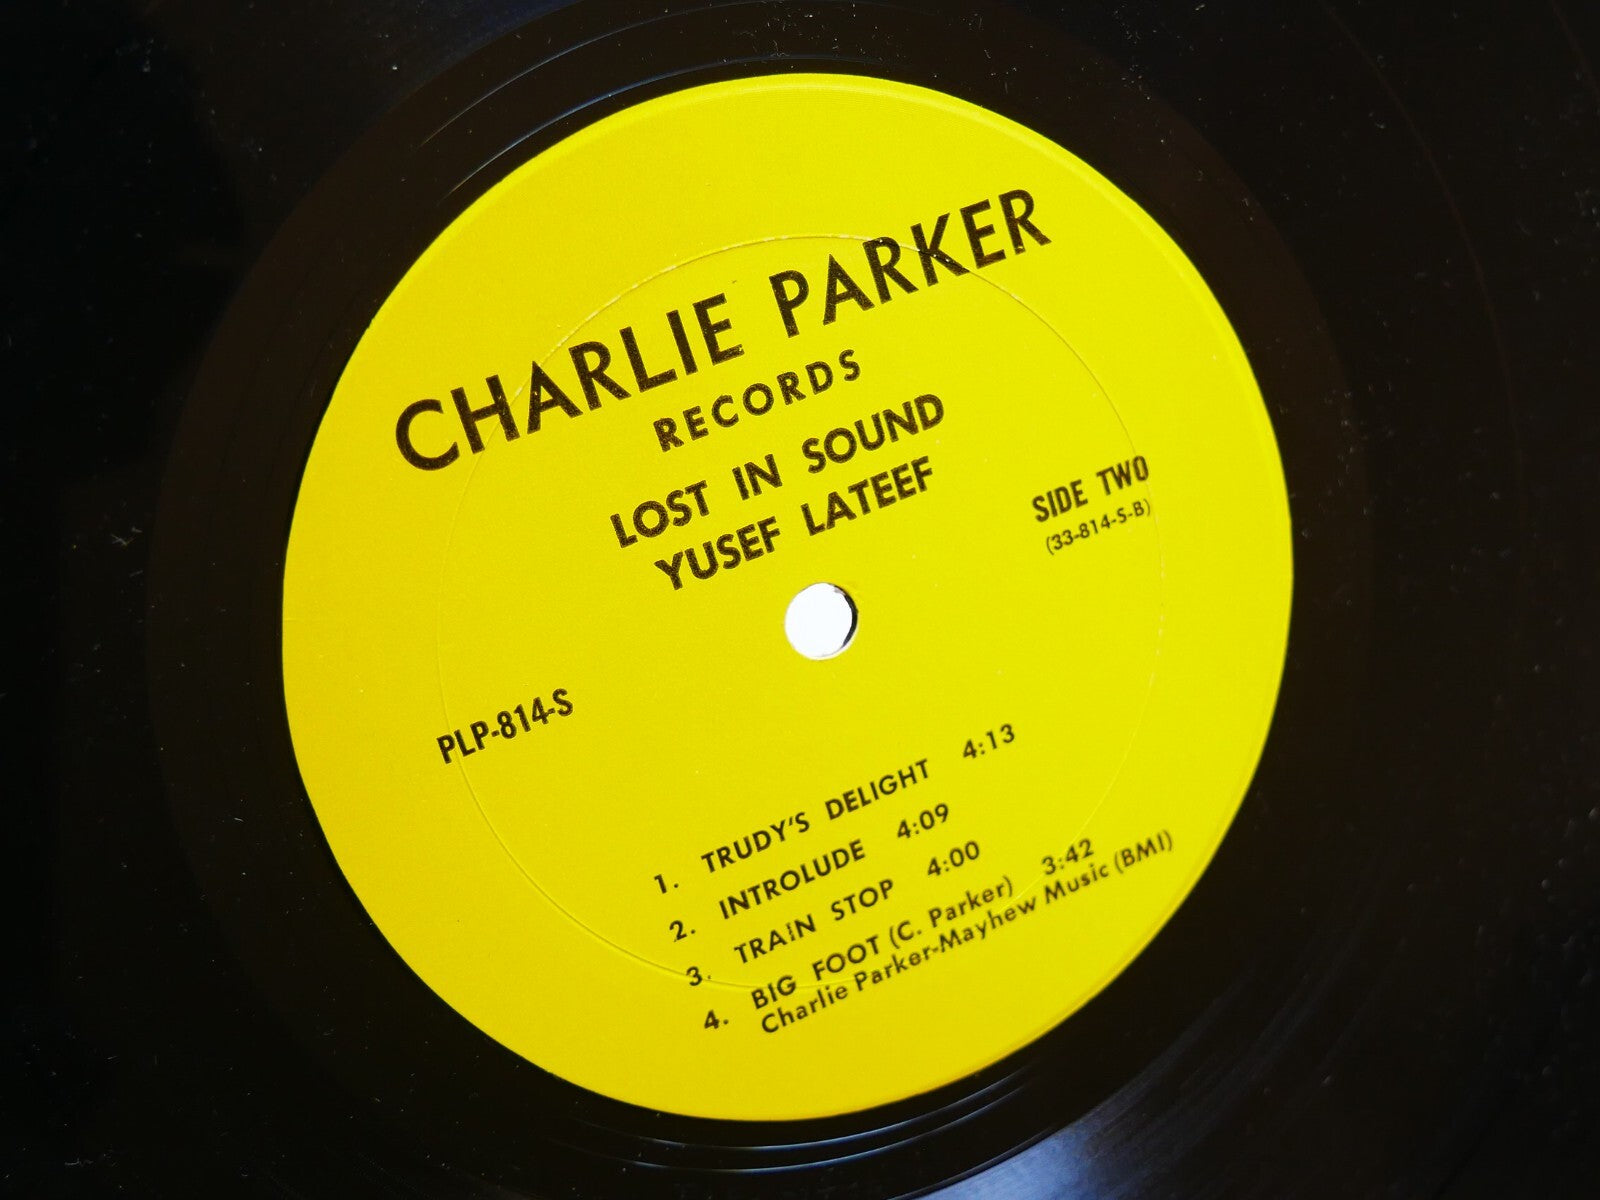 CHARLIE PARKER
RECORDS
LOST IN SOUND
YUSEF LATEEF
SIDE TWO
(33-814-S-B)
PLP-814-S
1. TRUDY'S DELIGHT 4:13
2. INTROLUDE 4:09
3. TRAIN STOP 4:00
4. BIG FOOT (C. Parker) 3:42
Charlie Parker-Mayhew Music (BMI)